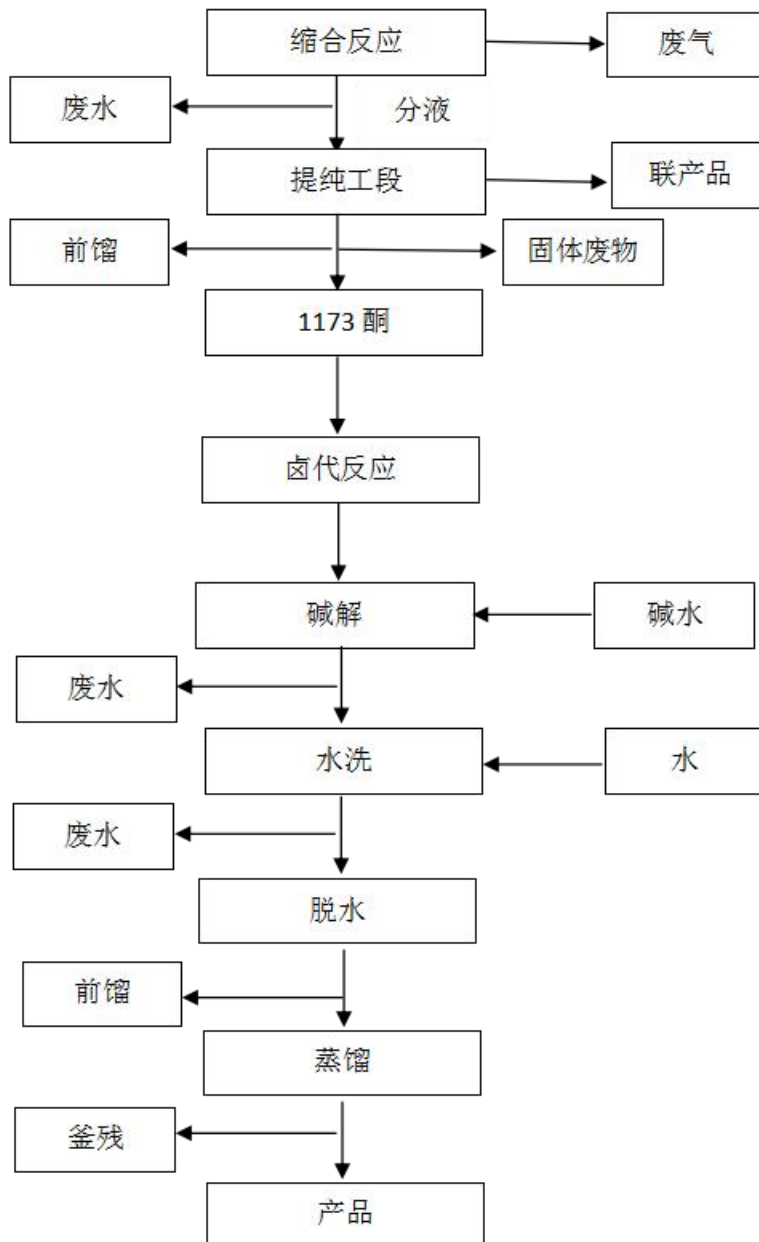 缩合反应
废气
废水
分液
提纯工段
联产品
前馏
固体废物
1173 酮
卤代反应
碱解
碱水
废水
水洗
水
废水
脱水
前馏
蒸馏
釜残
产品